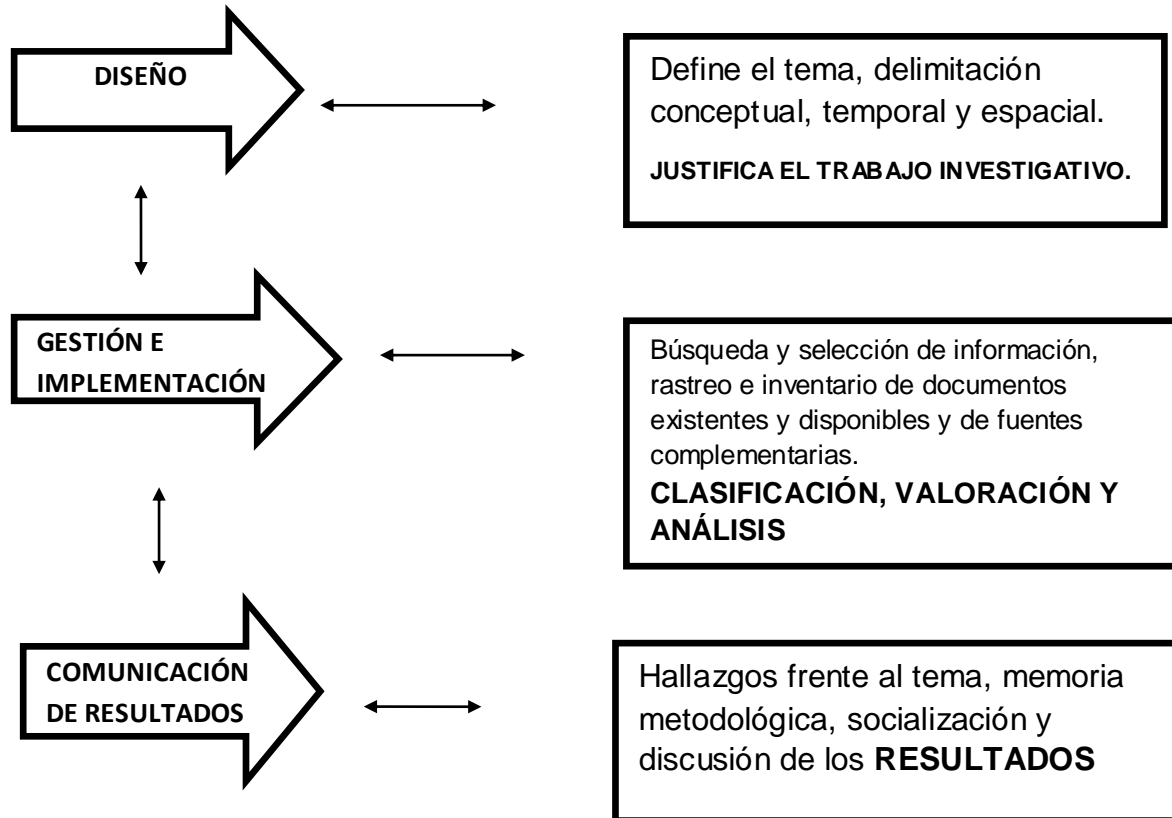 DISEÑO
Define el tema, delimitación
conceptual, temporal y espacial.
JUSTIFICA EL TRABAJO INVESTIGATIVO.
GESTIÓN E
IMPLEMENTACIÓN
Búsqueda y selección de información,
rastreo e inventario de documentos
existentes y disponibles y de fuentes
complementarias.
CLASIFICACIÓN, VALORACIÓN Y
ANÁLISIS
COMUNICACIÓN
DE RESULTADOS
Hallazgos frente al tema, memoria
metodológica, socialización y
discusión de los RESULTADOS